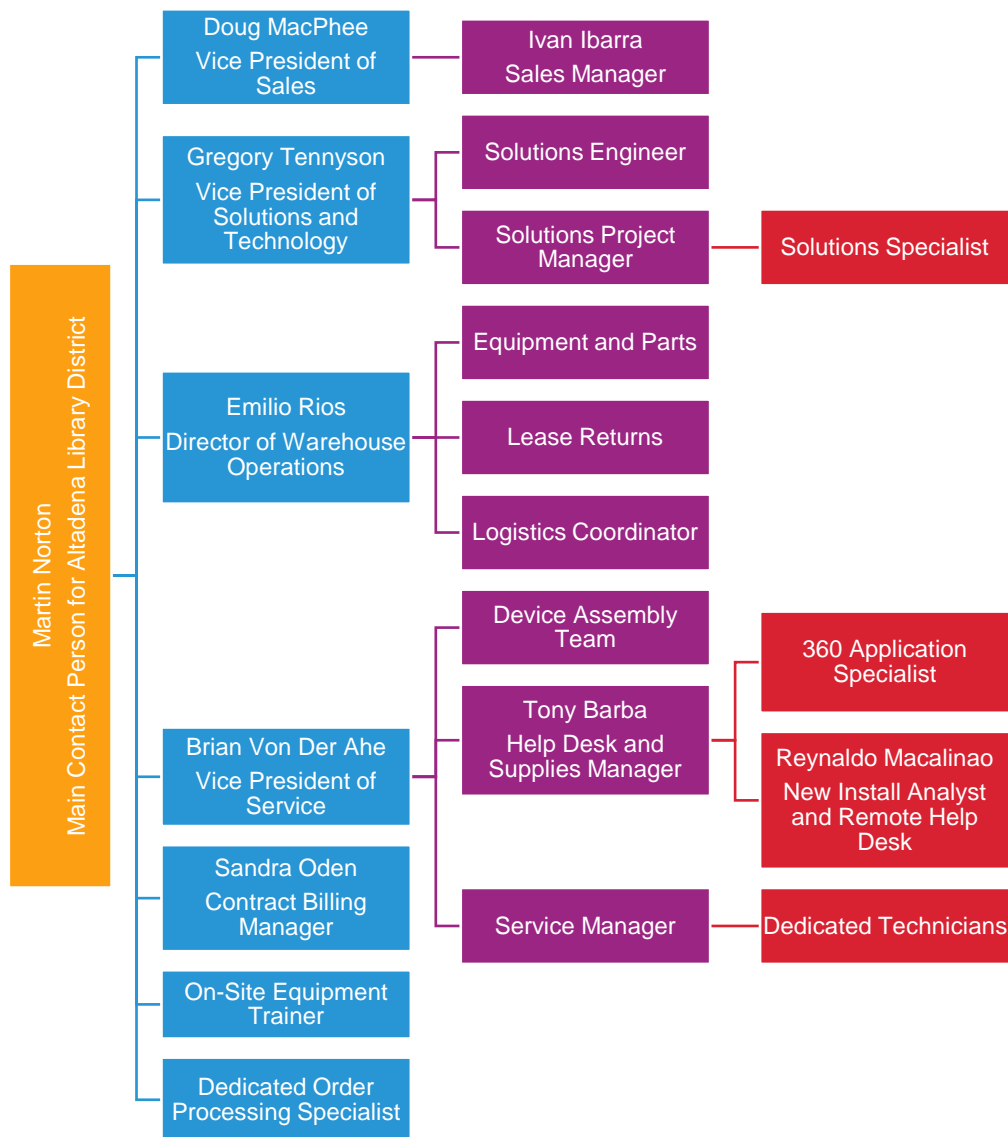 Martin Norton
Main Contact Person for Altadena Library District
Doug MacPhee
Vice President of
Sales
Ivan Ibarra
Sales Manager
Gregory Tennyson
Vice President of
Solutions and
Technology
Solutions Engineer
Solutions Project
Manager
Solutions Specialist
Emilio Rios
Director of Warehouse
Operations
Equipment and Parts
Lease Returns
Logistics Coordinator
Brian Von Der Ahe
Vice President of
Service
Device Assembly
Team
Tony Barba
Help Desk and
Supplies Manager
360 Application
Specialist
Reynaldo Macalinao
New Install Analyst
and Remote Help
Desk
Service Manager
Dedicated Technicians
Sandra Oden
Contract Billing
Manager
On-Site Equipment
Trainer
Dedicated Order
Processing Specialist